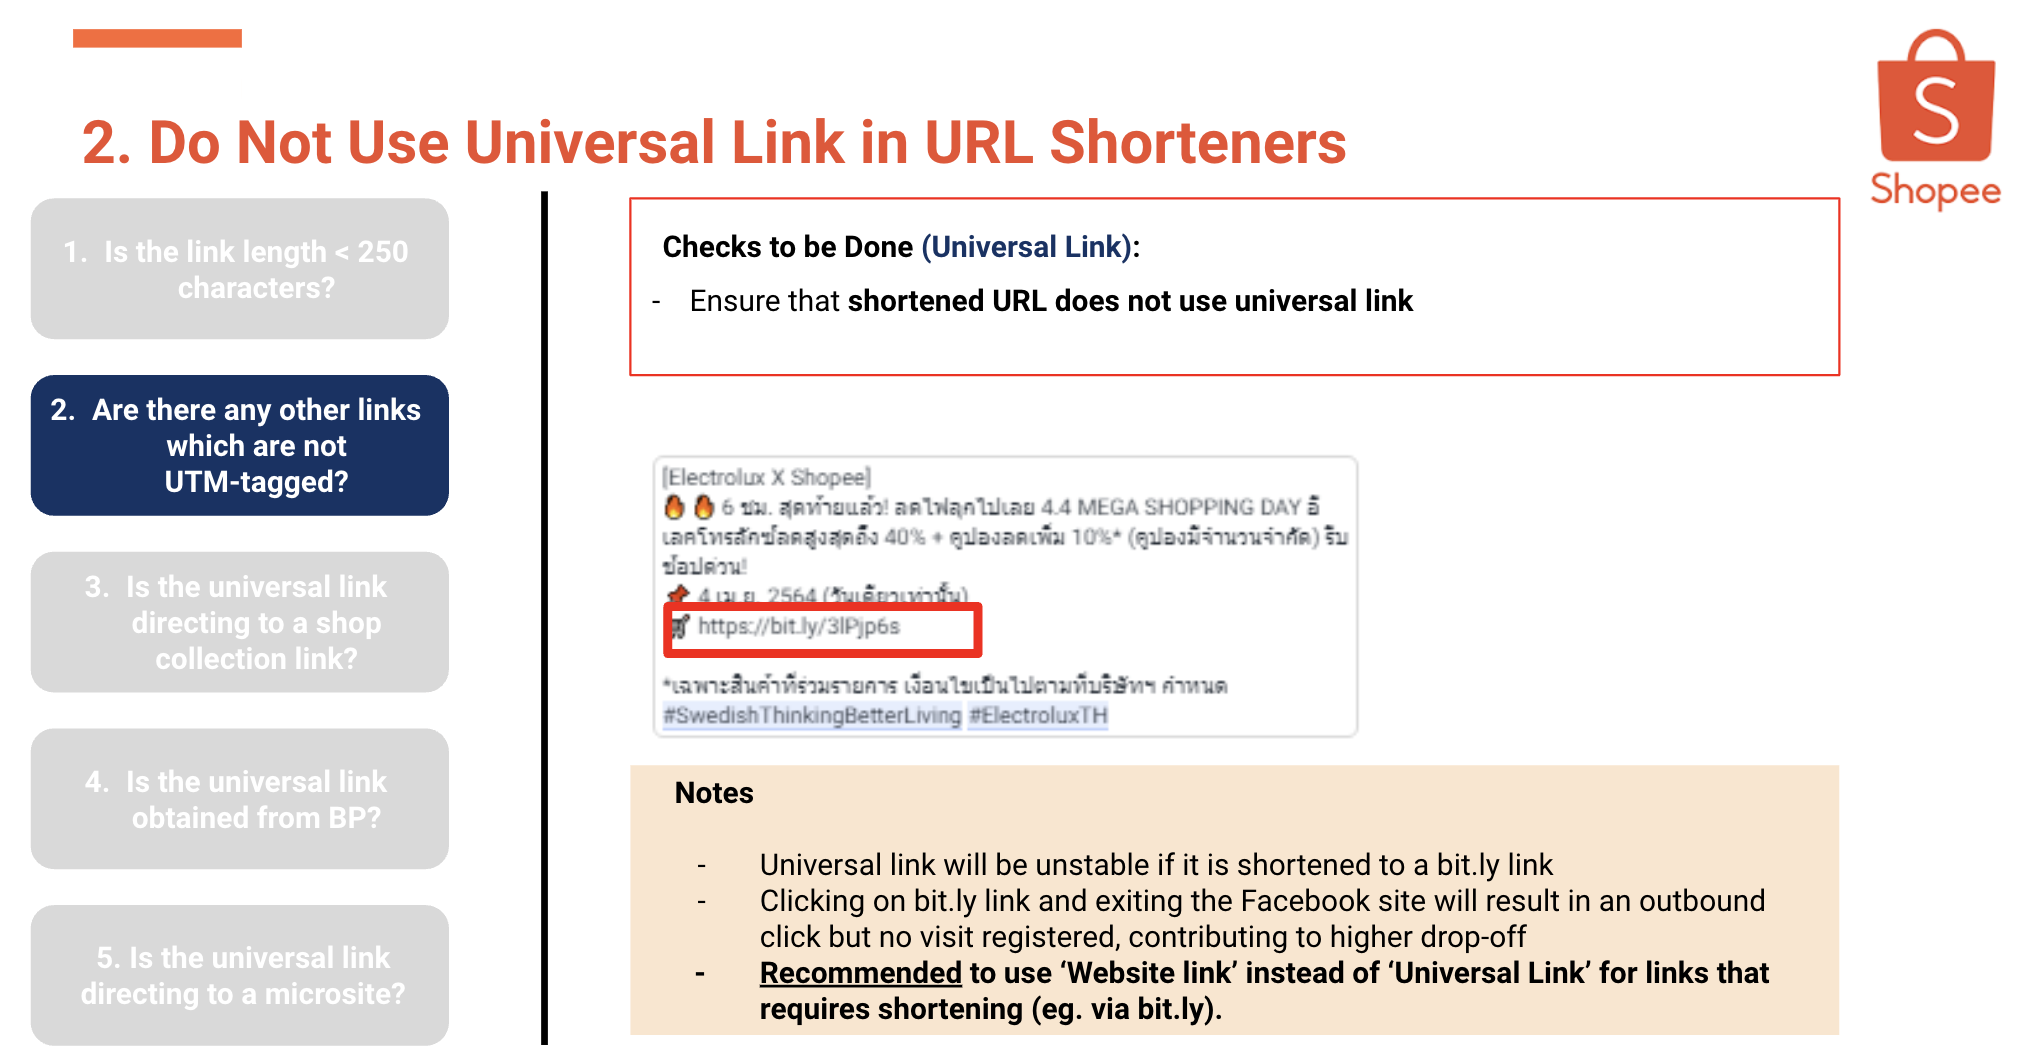 2. Do Not Use Universal Link in URL Shorteners
Shopee
1. Is the link length < 250
characters?
2. Are there any other links
which are not
UTM-tagged?
3. Is the universal link
directing to a shop
collection link?
4. Is the universal link
obtained from BP?
5. Is the universal link
directing to a microsite?
Checks to be Done (Universal Link):
- Ensure that shortened URL does not use universal link
[Electrolux X Shopee]
🔥 🔥 6 ชม. สุดท้ายแล้ว! ลดไฟลุกไปเลย 4.4 MEGA SHOPPING DAY อิ
เลคโทรลักซ์ลดสูงสุดถึง 40% + คูปองลดเพิ่ม 10%* (คูปองมีจำนวนจำกัด) รีบ
ช้อปด่วน!
📌 4 เม.ย. 2564 (วันเดียวเท่านั้น)
🛒 https://bit.ly/3lPjp6s
*เฉพาะสินค้าที่ร่วมรายการ เงื่อนไขเป็นไปตามที่บริษัทฯ กำหนด
#SwedishThinkingBetterLiving #ElectroluxTH
Notes
- Universal link will be unstable if it is shortened to a bit.ly link
- Clicking on bit.ly link and exiting the Facebook site will result in an outbound
click but no visit registered, contributing to higher drop-off
- Recommended to use ‘Website link’ instead of ‘Universal Link’ for links that
requires shortening (eg. via bit.ly).